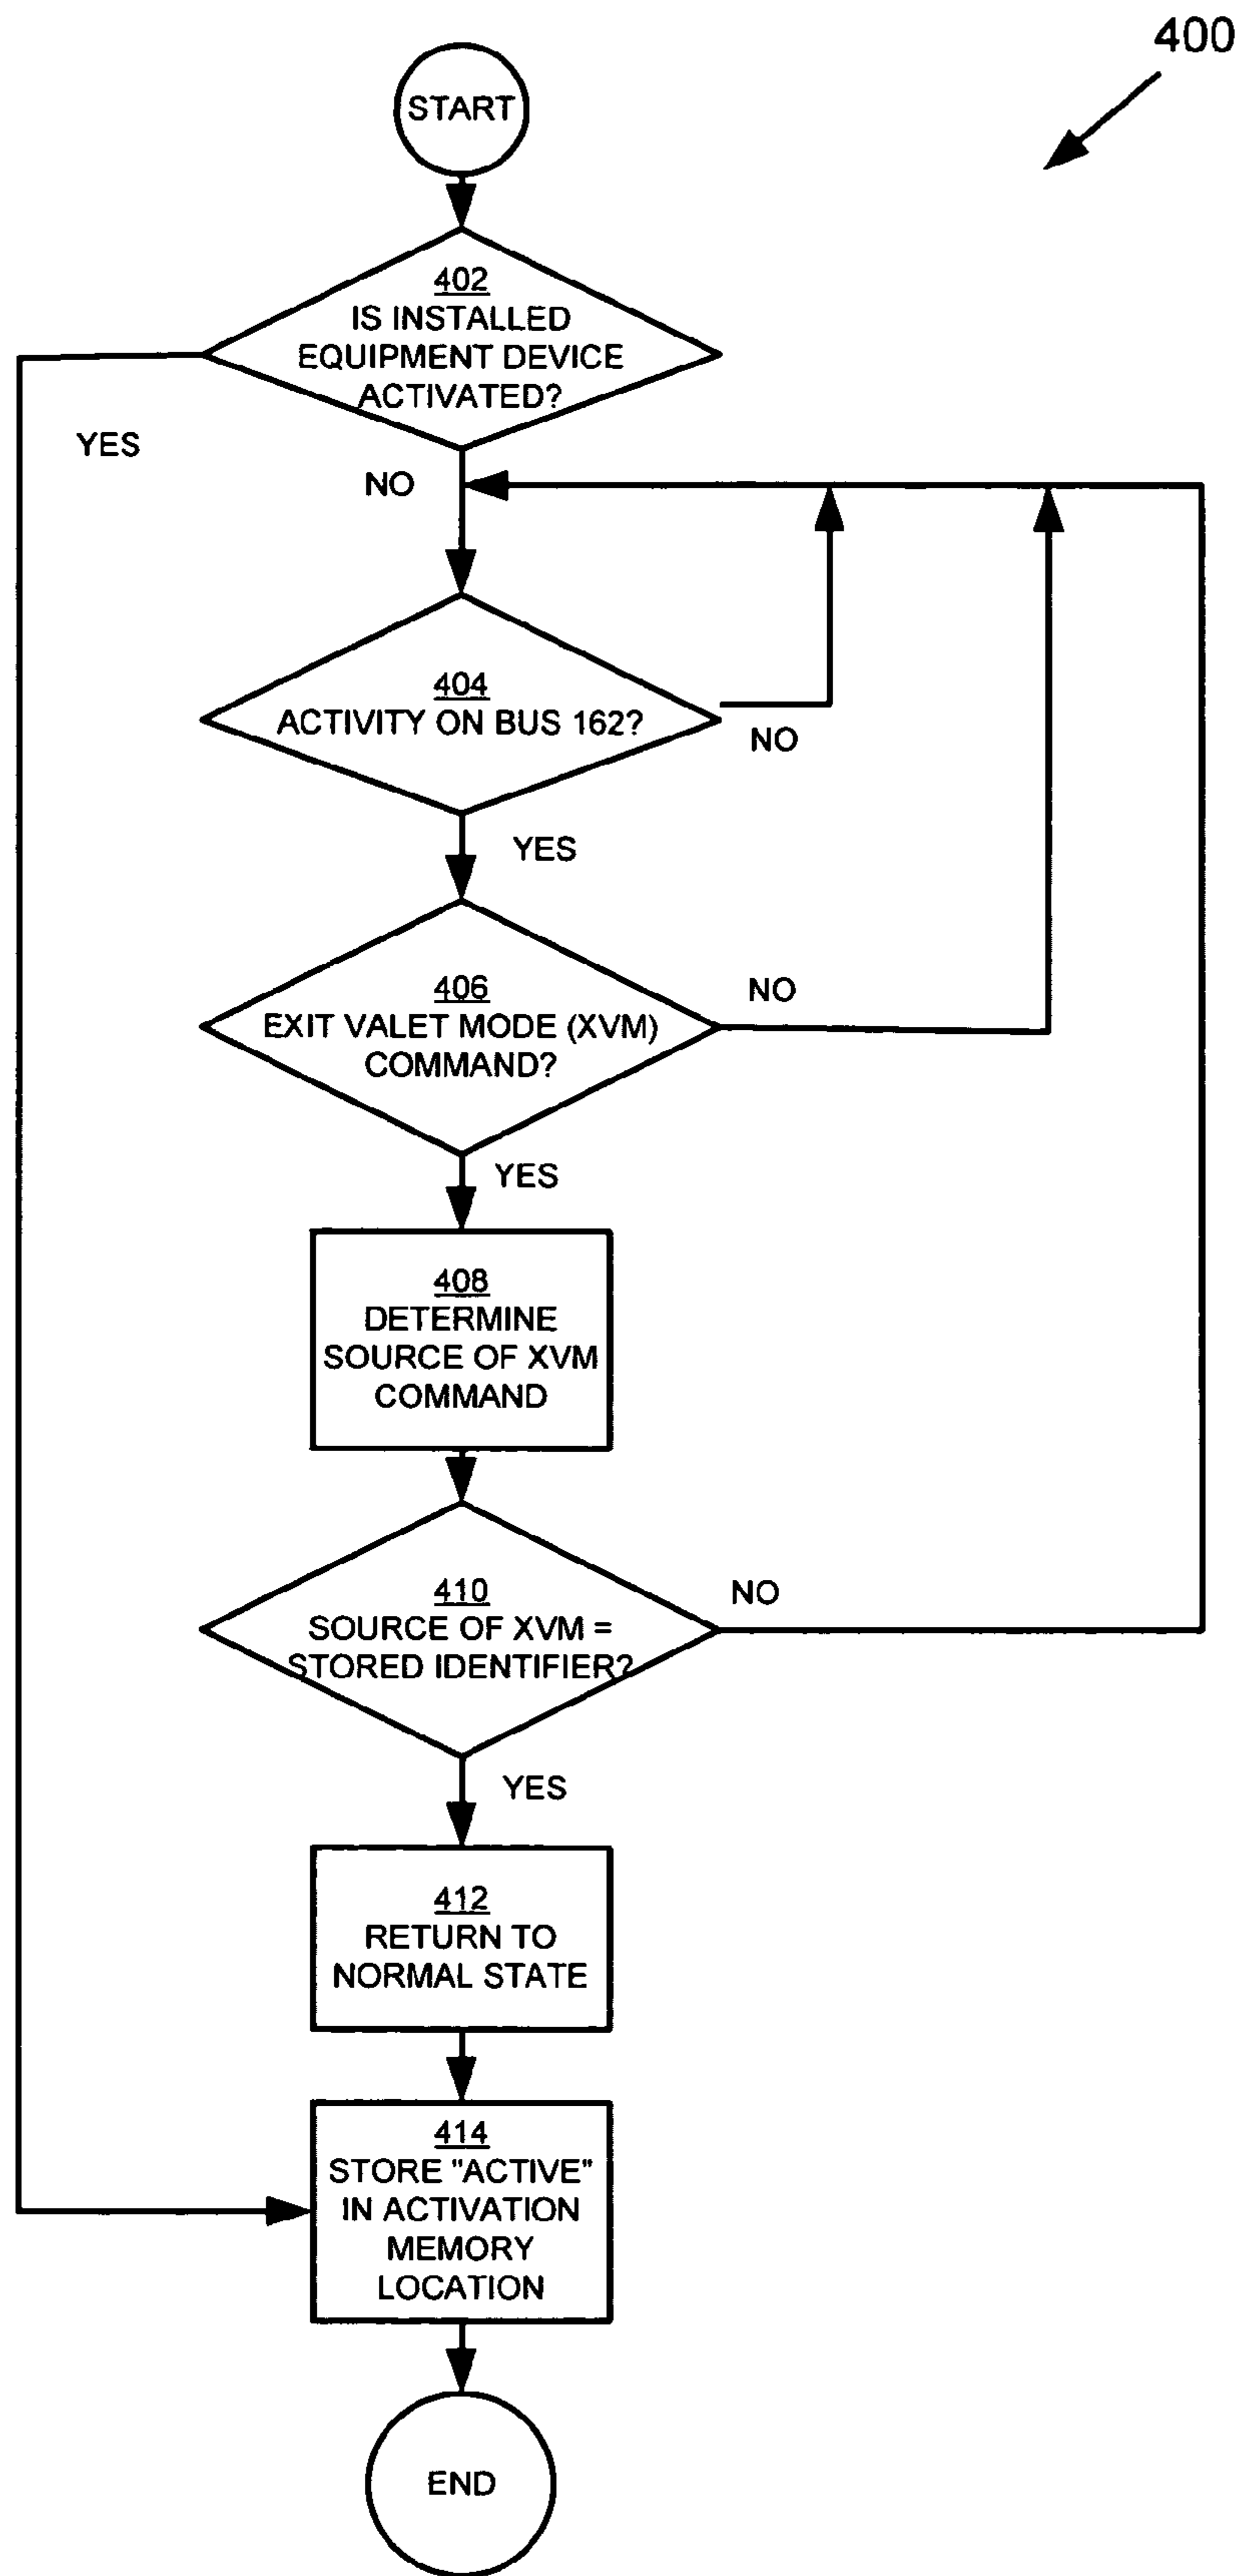 400
START
402
IS INSTALLED
EQUIPMENT DEVICE
ACTIVATED?
YES
NO
404
ACTIVITY ON BUS 162?
NO
YES
406
EXIT VALET MODE (XVM)
COMMAND?
NO
YES
408
DETERMINE
SOURCE OF XVM
COMMAND
410
SOURCE OF XVM =
STORED IDENTIFIER?
NO
YES
412
RETURN TO
NORMAL STATE
414
STORE "ACTIVE"
IN ACTIVATION
MEMORY
LOCATION
END